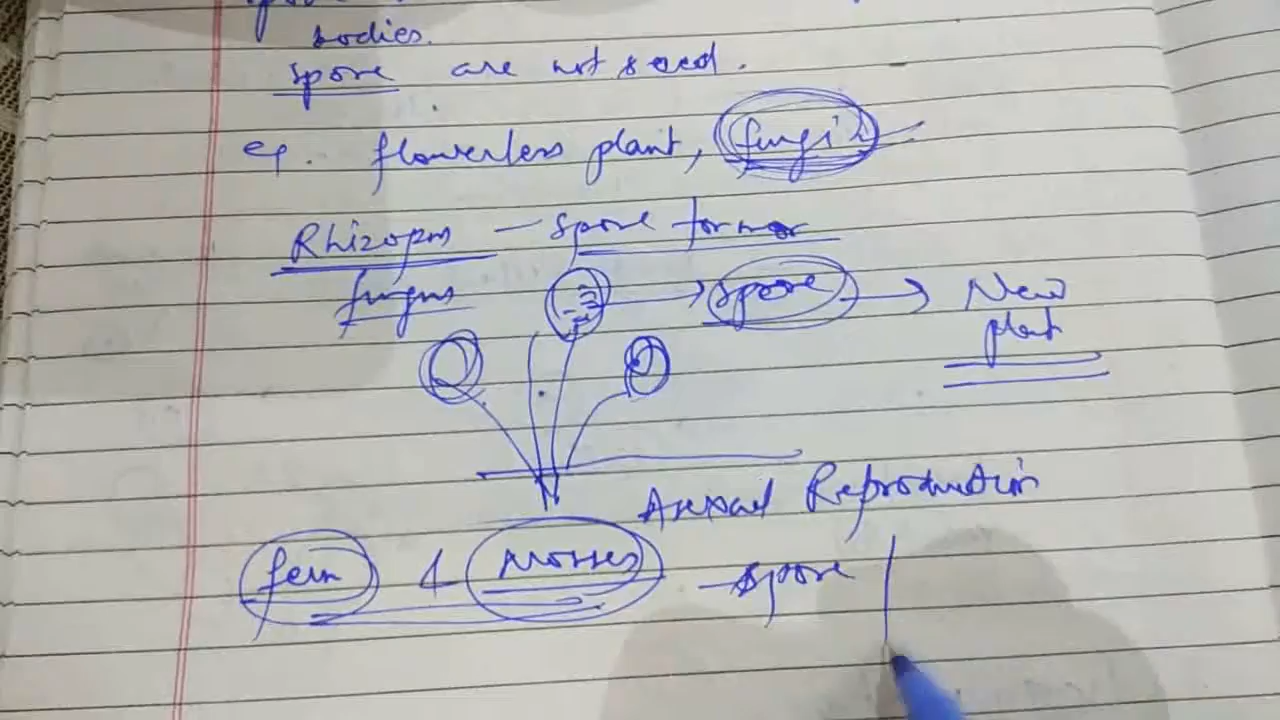 bodies.
spore are not seed.
eg. flowerless plant, fungi
Rhizopus - spore former
fungus spore → New
plant
Asexual Reproduction
fern & Mosses - spore